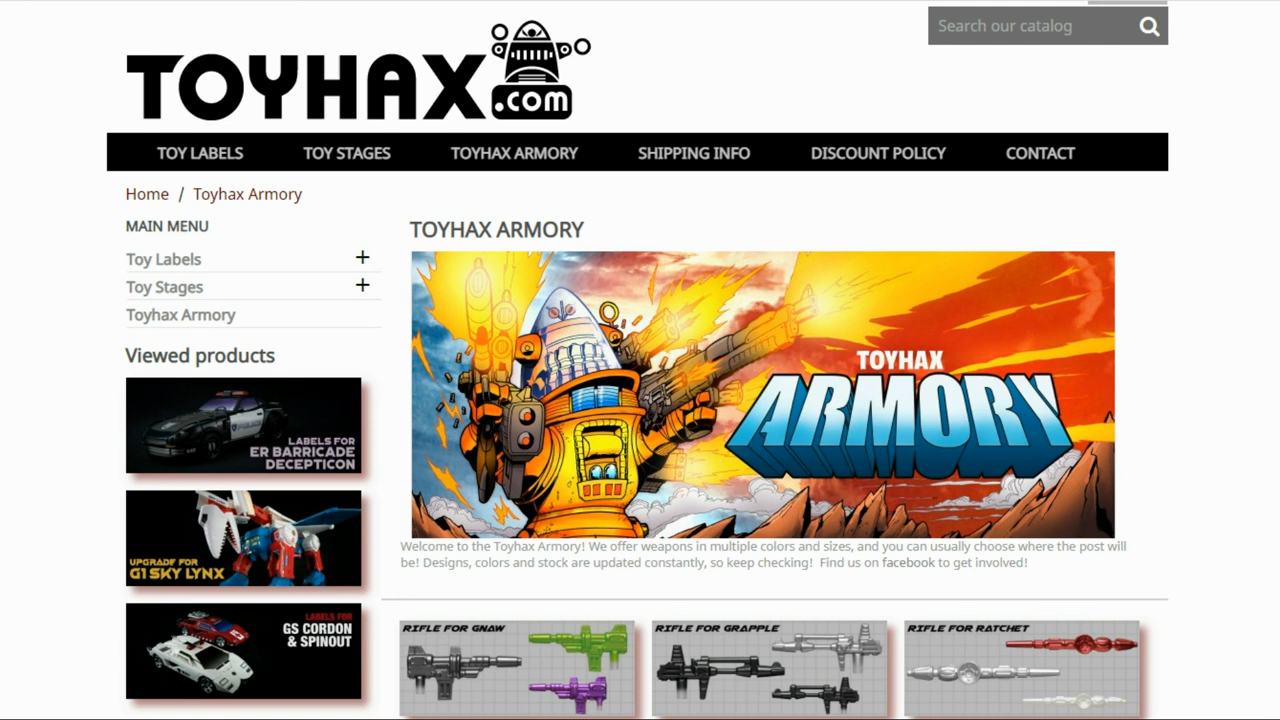 TOYHAX
.com
Search our catalog
TOY LABELS TOY STAGES TOYHAX ARMORY SHIPPING INFO DISCOUNT POLICY CONTACT
Home / Toyhax Armory
MAIN MENU
Toy Labels +
Toy Stages +
Toyhax Armory
Viewed products
LABELS FOR
ER BARRICADE
DECEPTICON
UPGRADE FOR
G1 SKY LYNX
LABELS FOR
GS CORDON
& SPINOUT
TOYHAX ARMORY
TOYHAX
ARMORY
Welcome to the Toyhax Armory! We offer weapons in multiple colors and sizes, and you can usually choose where the post will
be! Designs, colors and stock are updated constantly, so keep checking! Find us on facebook to get involved!
RIFLE FOR GNAW
RIFLE FOR GRAPPLE
RIFLE FOR RATCHET